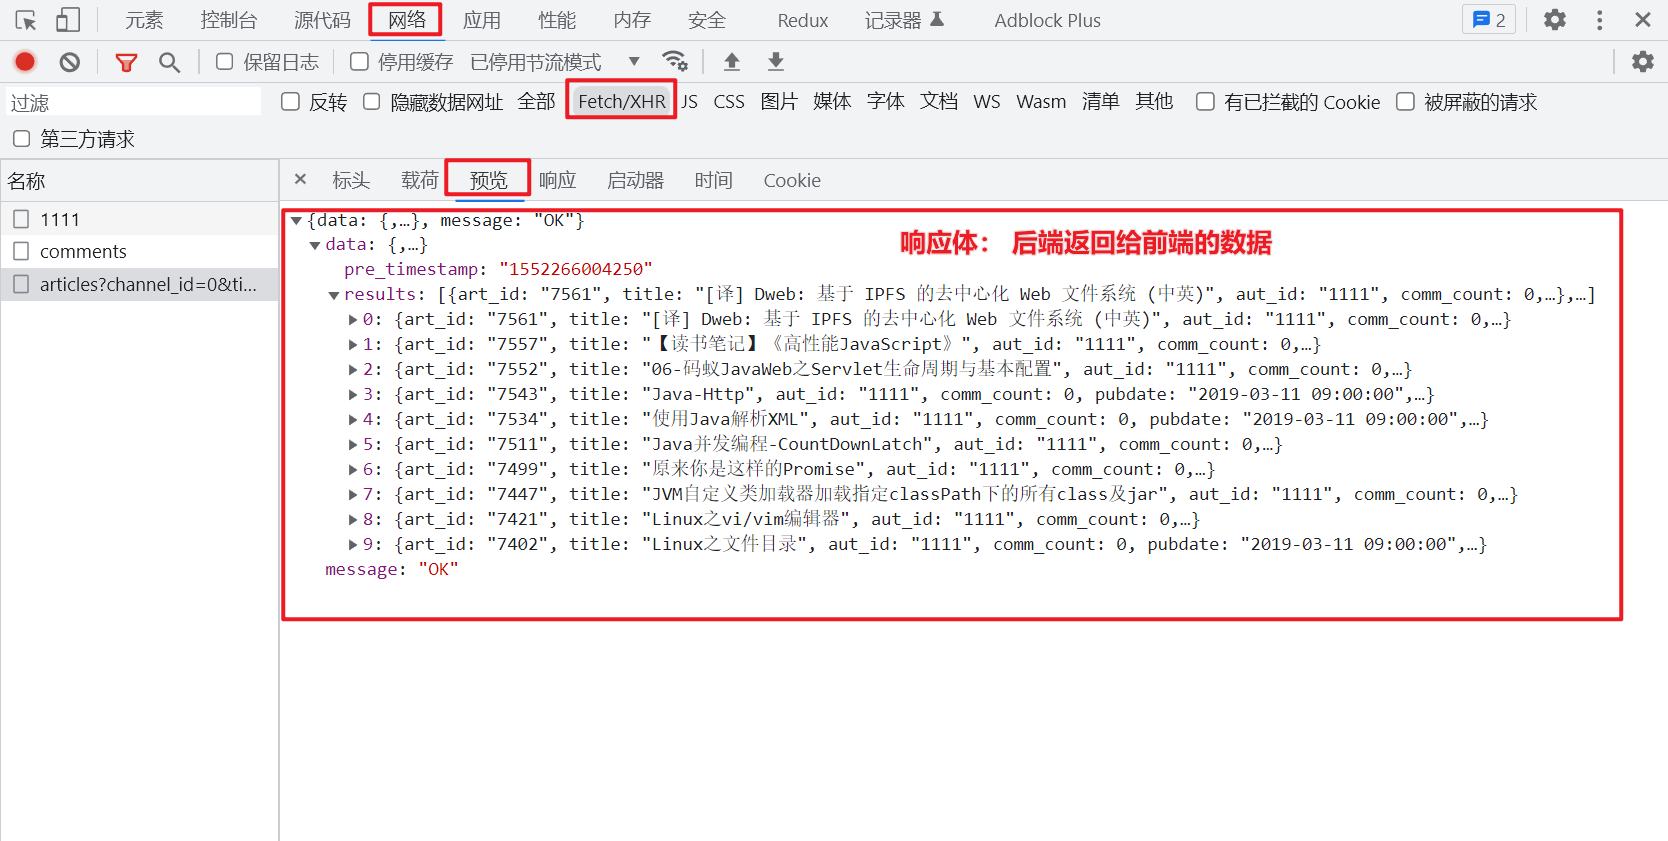 元素 控制台 源代码 网络 应用 性能 内存 安全 Redux 记录器 Adblock Plus 2
保留日志 停用缓存 已停用节流模式
过滤 反转 隐藏数据网址 全部 Fetch/XHR JS CSS 图片 媒体 字体 文档 WS Wasm 清单 其他 有已拦截的 Cookie 被屏蔽的请求
第三方请求
名称
1111
comments
articles?channel_id=0&ti...
标头 载荷 预览 响应 启动器 时间 Cookie
{data: {,…}, message: "OK"}
响应体： 后端返回给前端的数据
data: {,…}
pre_timestamp: "1552266004250"
results: [{art_id: "7561", title: "[译] Dweb: 基于 IPFS 的去中心化 Web 文件系统 (中英)", aut_id: "1111", comm_count: 0,…},…]
0: {art_id: "7561", title: "[译] Dweb: 基于 IPFS 的去中心化 Web 文件系统 (中英)", aut_id: "1111", comm_count: 0,…}
1: {art_id: "7557", title: "【读书笔记】《高性能JavaScript》", aut_id: "1111", comm_count: 0,…}
2: {art_id: "7552", title: "06-码蚁JavaWeb之Servlet生命周期与基本配置", aut_id: "1111", comm_count: 0,…}
3: {art_id: "7543", title: "Java-Http", aut_id: "1111", comm_count: 0, pubdate: "2019-03-11 09:00:00",…}
4: {art_id: "7534", title: "使用Java解析XML", aut_id: "1111", comm_count: 0, pubdate: "2019-03-11 09:00:00",…}
5: {art_id: "7511", title: "Java并发编程-CountDownLatch", aut_id: "1111", comm_count: 0,…}
6: {art_id: "7499", title: "原来你是这样的Promise", aut_id: "1111", comm_count: 0,…}
7: {art_id: "7447", title: "JVM自定义类加载器加载指定classPath下的所有class及jar", aut_id: "1111", comm_count: 0,…}
8: {art_id: "7421", title: "Linux之vi/vim编辑器", aut_id: "1111", comm_count: 0,…}
9: {art_id: "7402", title: "Linux之文件目录", aut_id: "1111", comm_count: 0, pubdate: "2019-03-11 09:00:00",…}
message: "OK"